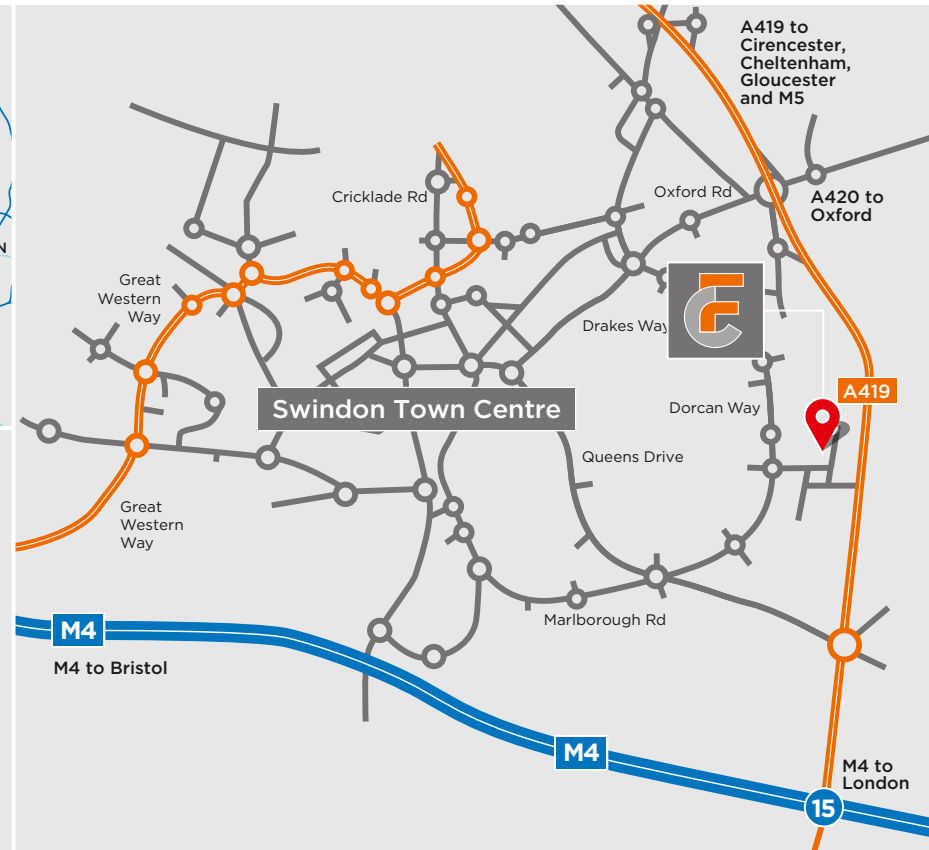 A419 to
Cirencester,
Cheltenham,
Gloucester
and M5
Cricklade Rd
Oxford Rd
A420 to
Oxford
N
Great
Western
Way
Drakes Way
A419
Swindon Town Centre
Dorcan Way
Queens Drive
Great
Western
Way
Marlborough Rd
M4
M4 to Bristol
M4
M4 to
London
15